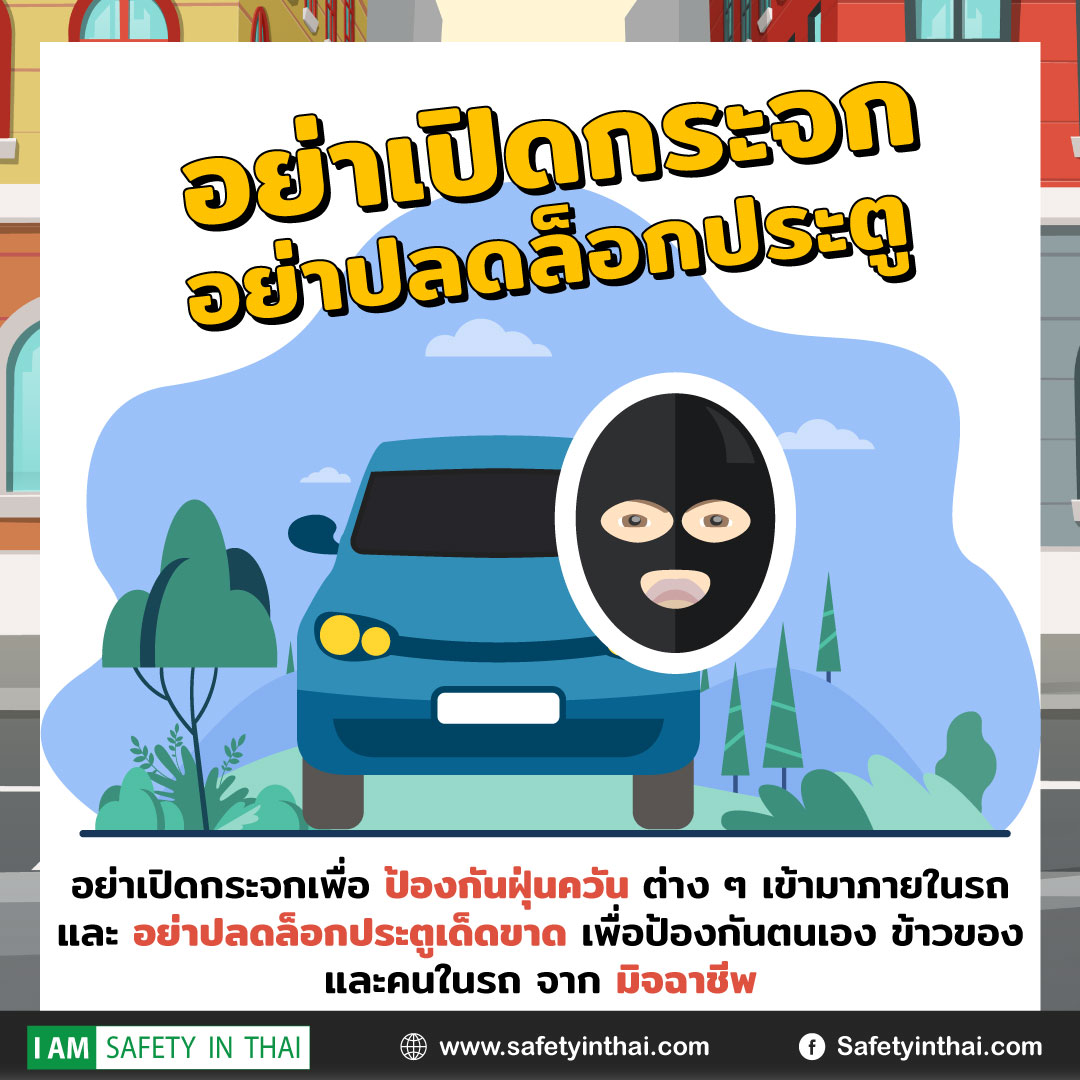 อย่าเปิดกระจก
อย่าปลดล็อกประตู
อย่าเปิดกระจกเพื่อ ป้องกันฝุ่นควัน ต่าง ๆ เข้ามาภายในรถ
และ อย่าปลดล็อกประตูเด็ดขาด เพื่อป้องกันตนเอง ข้าวของ
และคนในรถ จาก มิจฉาชีพ
I AM SAFETY IN THAI
www.safetyinthai.com
Safetyinthai.com